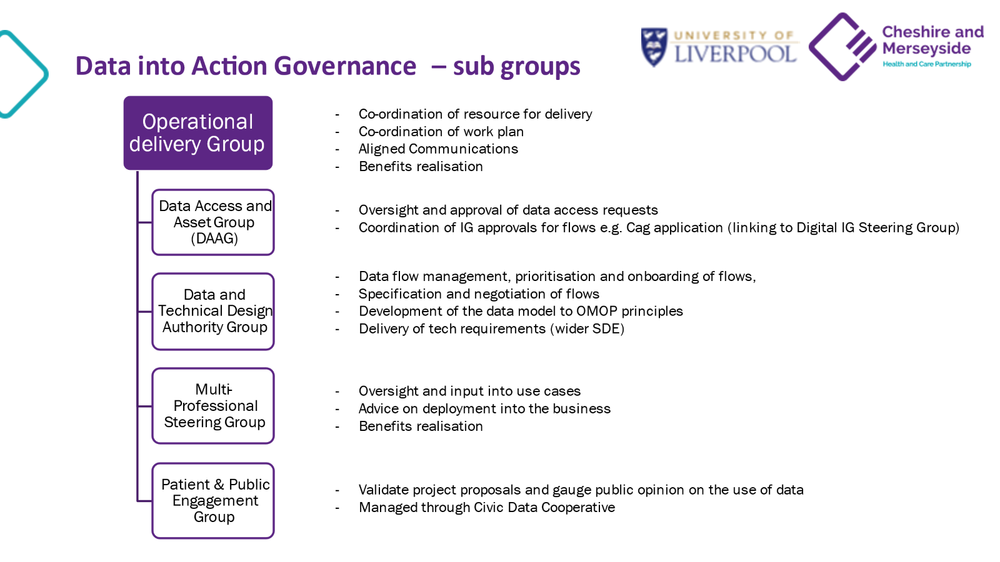 UNIVERSITY OF
LIVERPOOL
Cheshire and
Merseyside
Health and Care Partnership
Data into Action Governance – sub groups
Operational
delivery Group
- Co-ordination of resource for delivery
- Co-ordination of work plan
- Aligned Communications
- Benefits realisation
Data Access and
Asset Group
(DAAG)
- Oversight and approval of data access requests
- Coordination of IG approvals for flows e.g. Cag application (linking to Digital IG Steering Group)
Data and
Technical Design
Authority Group
- Data flow management, prioritisation and onboarding of flows,
- Specification and negotiation of flows
- Development of the data model to OMOP principles
- Delivery of tech requirements (wider SDE)
Multi-
Professional
Steering Group
- Oversight and input into use cases
- Advice on deployment into the business
- Benefits realisation
Patient & Public
Engagement
Group
- Validate project proposals and gauge public opinion on the use of data
- Managed through Civic Data Cooperative